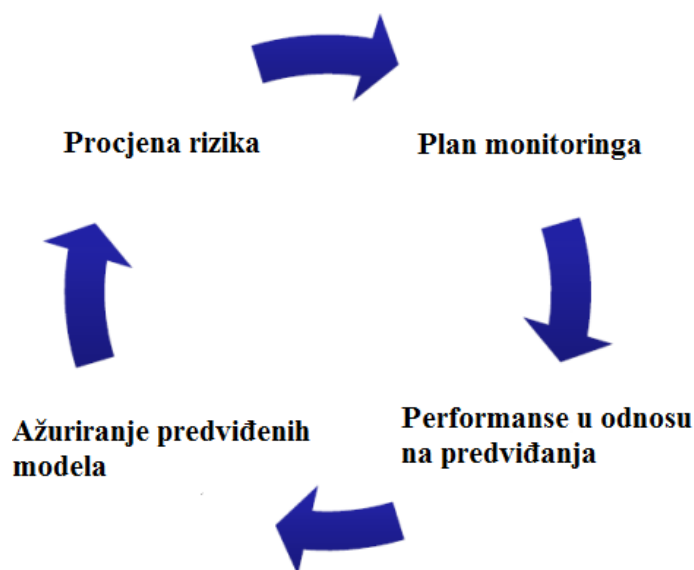 Procjena rizika
Plan monitoringa
Ažuriranje predviđenih
modela
Performanse u odnosu
na predviđanja